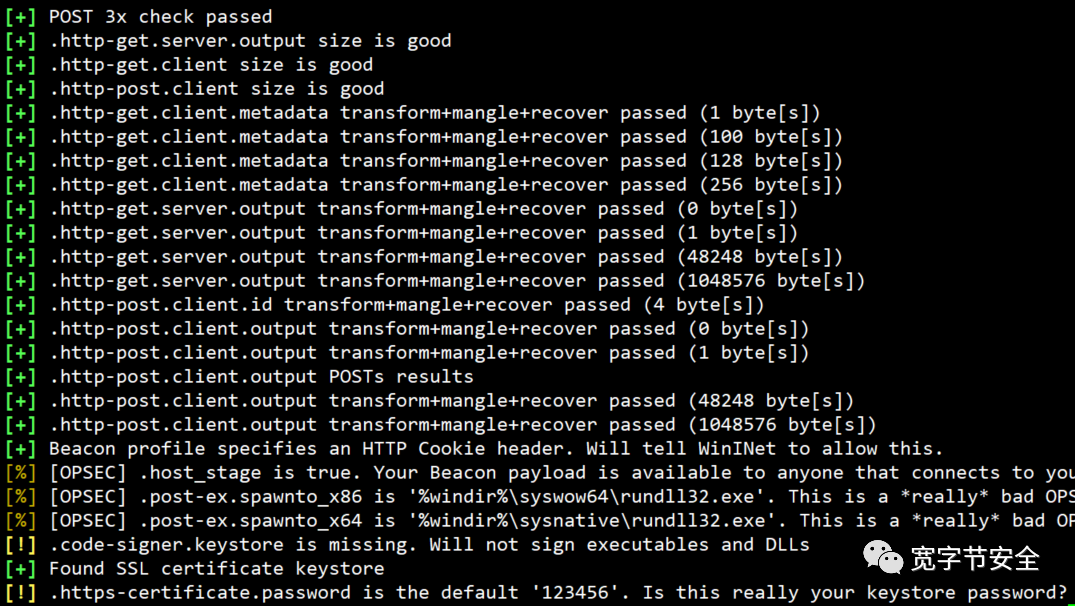 [+] POST 3x check passed
[+] .http-get.server.output size is good
[+] .http-get.client size is good
[+] .http-post.client size is good
[+] .http-get.client.metadata transform+mangle+recover passed (1 byte[s])
[+] .http-get.client.metadata transform+mangle+recover passed (100 byte[s])
[+] .http-get.client.metadata transform+mangle+recover passed (128 byte[s])
[+] .http-get.client.metadata transform+mangle+recover passed (256 byte[s])
[+] .http-get.server.output transform+mangle+recover passed (0 byte[s])
[+] .http-get.server.output transform+mangle+recover passed (1 byte[s])
[+] .http-get.server.output transform+mangle+recover passed (48248 byte[s])
[+] .http-get.server.output transform+mangle+recover passed (1048576 byte[s])
[+] .http-post.client.id transform+mangle+recover passed (4 byte[s])
[+] .http-post.client.output transform+mangle+recover passed (0 byte[s])
[+] .http-post.client.output transform+mangle+recover passed (1 byte[s])
[+] .http-post.client.output POSTs results
[+] .http-post.client.output transform+mangle+recover passed (48248 byte[s])
[+] .http-post.client.output transform+mangle+recover passed (1048576 byte[s])
[+] Beacon profile specifies an HTTP Cookie header. Will tell WinINet to allow this.
[%] [OPSEC] .host_stage is true. Your Beacon payload is available to anyone that connects to you
[%] [OPSEC] .post-ex.spawnto_x86 is '%windir%\syswow64\rundll32.exe'. This is a *really* bad OPS
[%] [OPSEC] .post-ex.spawnto_x64 is '%windir%\sysnative\rundll32.exe'. This is a *really* bad OP
[!] .code-signer.keystore is missing. Will not sign executables and DLLs
[+] Found SSL certificate keystore
[!] .https-certificate.password is the default '123456'. Is this really your keystore password?
宽字节安全